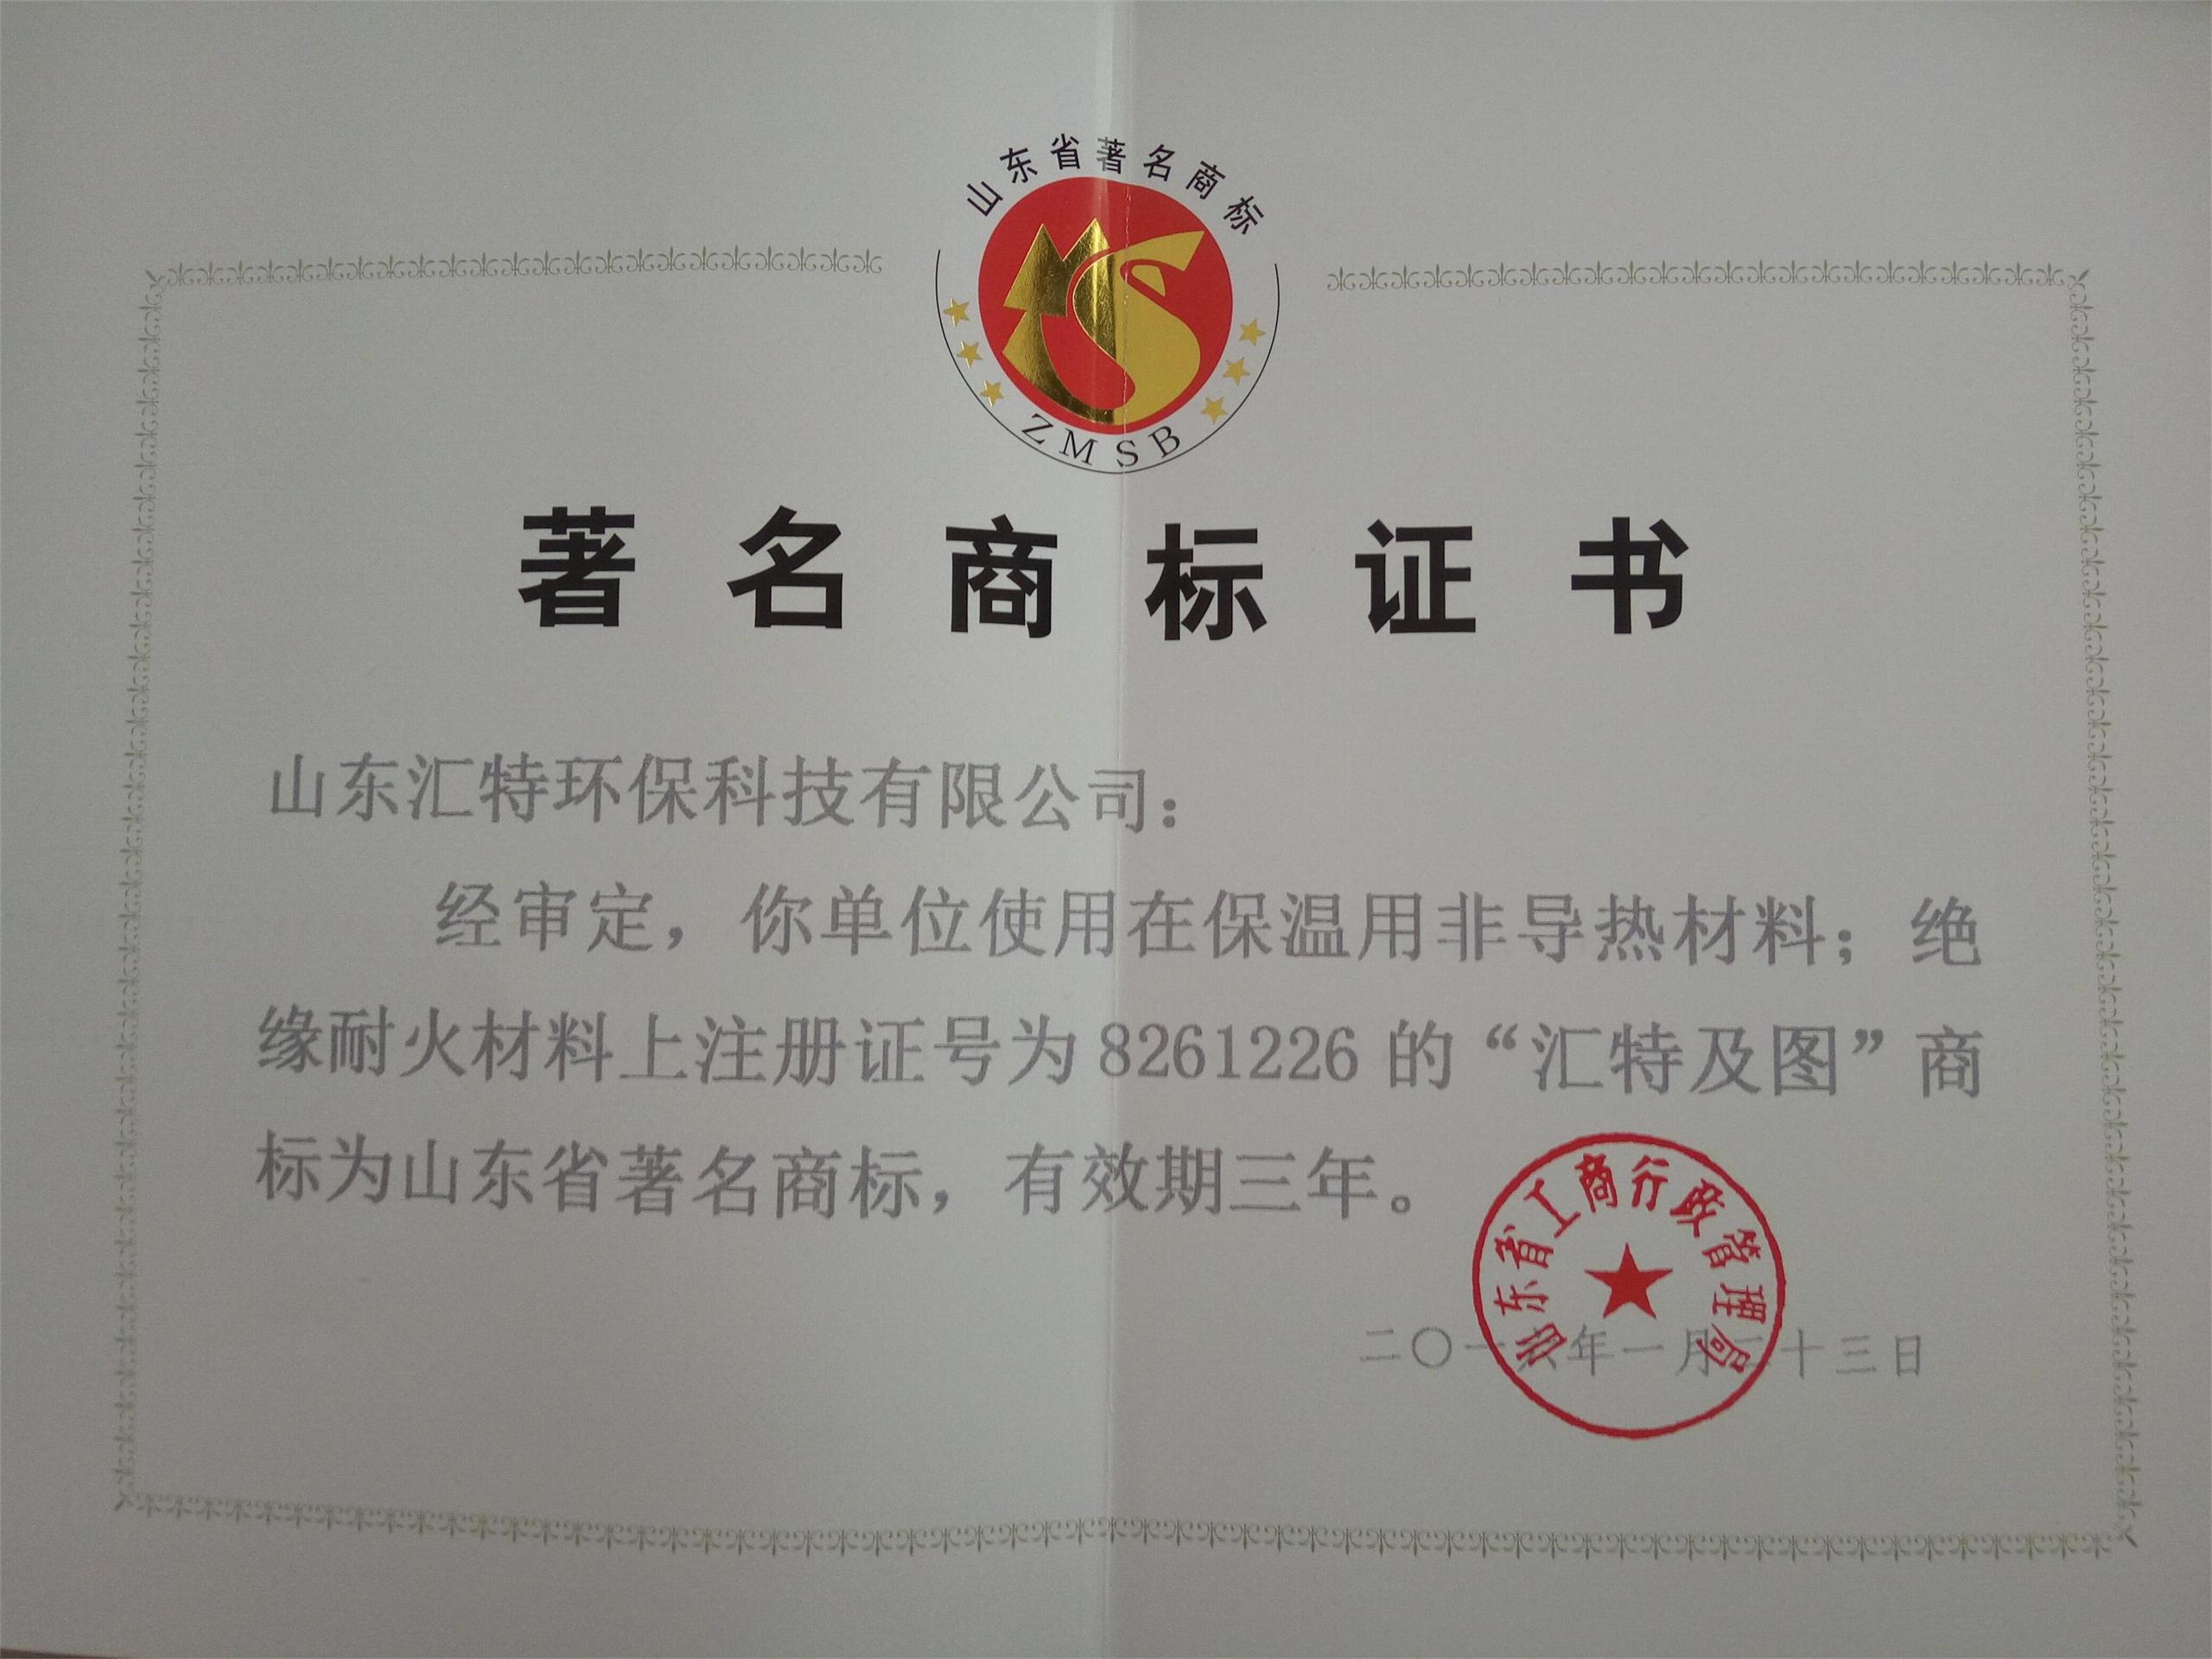 山东省著名商标
ZMSB
著名商标证书
山东汇特环保科技有限公司：
经审定，你单位使用在保温用非导热材料；绝
缘耐火材料上注册证号为8261226的“汇特及图”商
标为山东省著名商标，有效期三年。
山东省工商行政管理局
二〇一六年一月二十三日